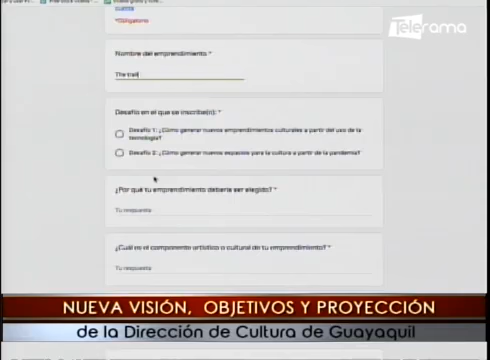 Telerama
cuenta
*Obligatorio
Nombre del emprendimiento *
The trail
Desafío en el que se inscribe(n): *
Desafío 1: ¿Cómo generar nuevos emprendimientos culturales a partir del uso de la
tecnología?
Desafío 2: ¿Cómo generar nuevos espacios para la cultura a partir de la pandemia?
¿Por qué tu emprendimiento debería ser elegido? *
Tu respuesta
¿Cuál es el componente artístico o cultural de tu emprendimiento? *
Tu respuesta
NUEVA VISIÓN, OBJETIVOS Y PROYECCIÓN
de la Dirección de Cultura de Guayaquil